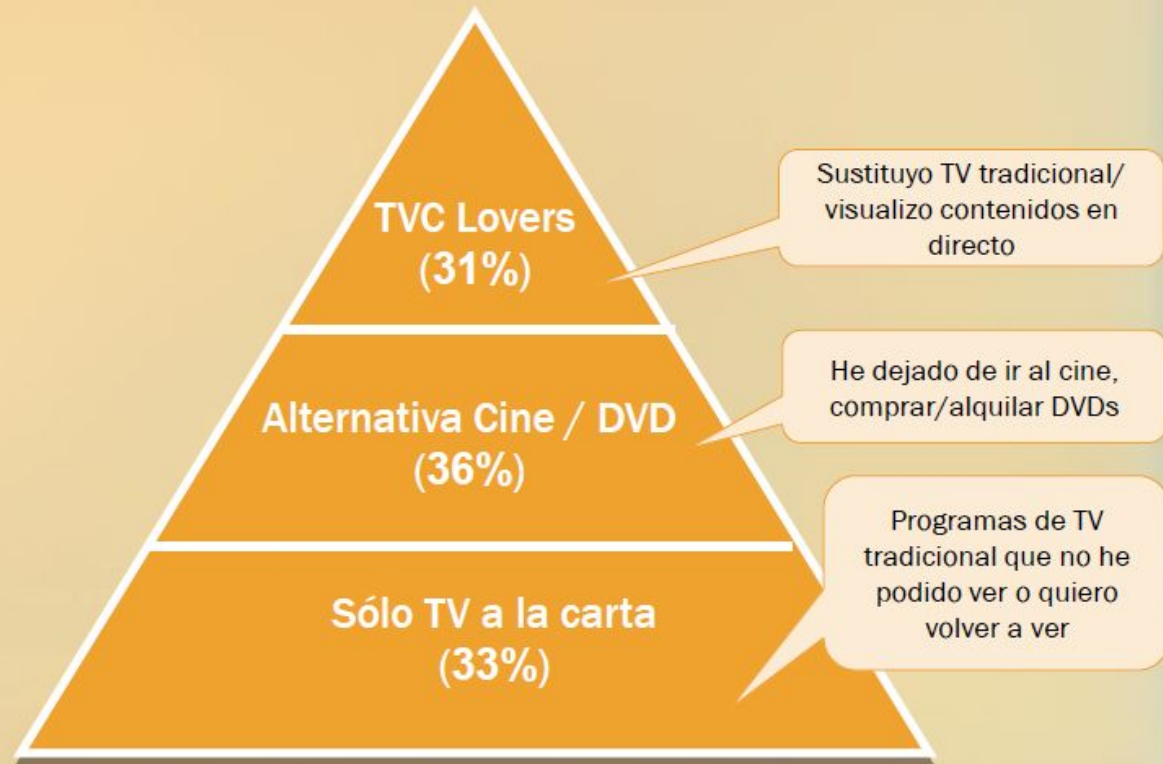 TVC Lovers
(31%)
Sustituyo TV tradicional/
visualizo contenidos en
directo
Alternativa Cine / DVD
(36%)
He dejado de ir al cine,
comprar/alquilar DVDs
Sólo TV a la carta
(33%)
Programas de TV
tradicional que no he
podido ver o quiero
volver a ver